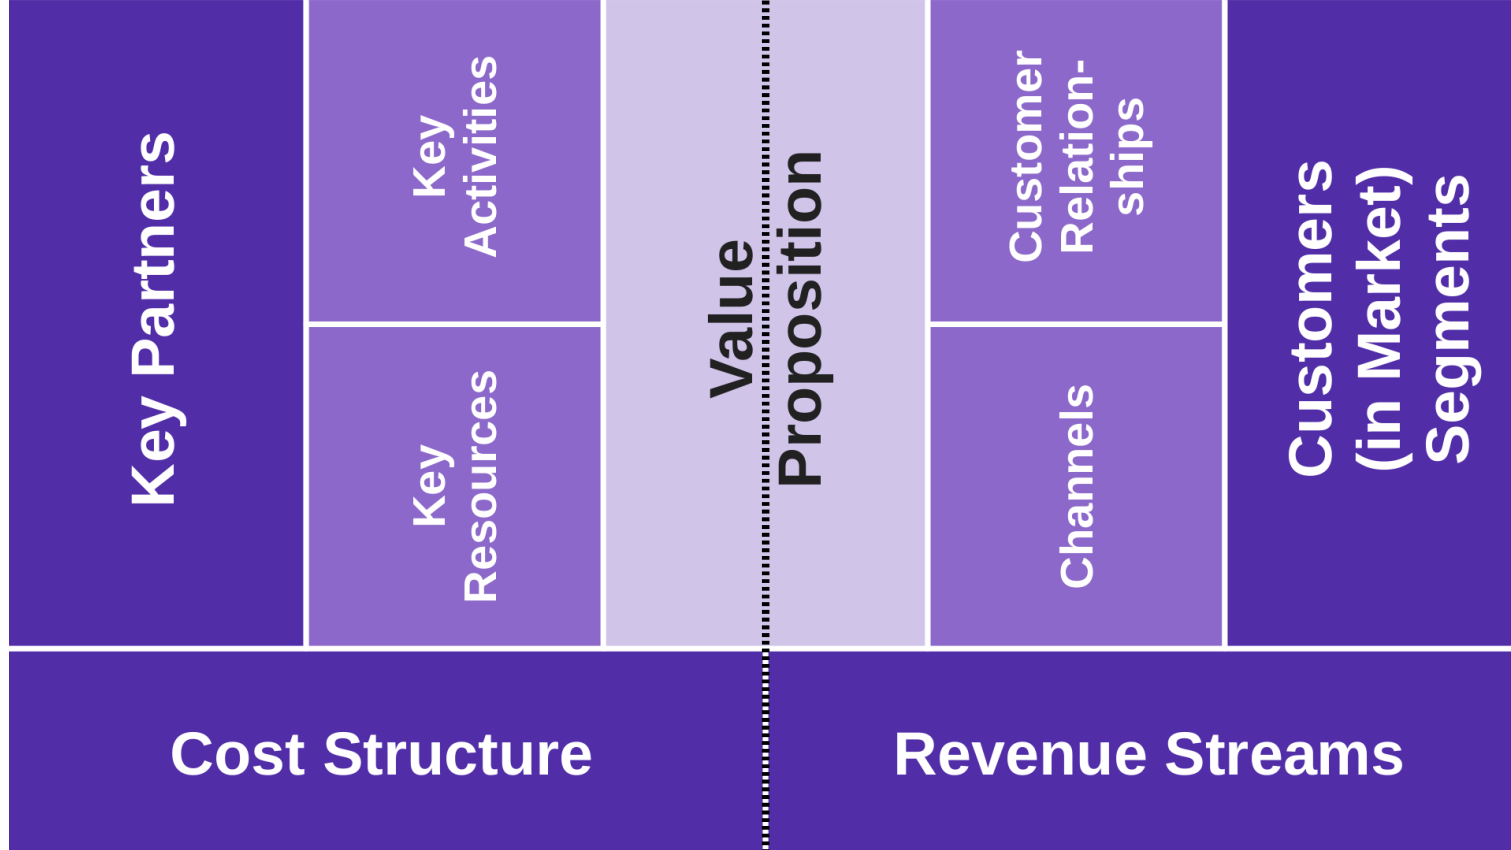 Key Partners
Key
Activities
Key
Resources
Value
Proposition
Customer
Relation-
ships
Channels
Customers
(in Market)
Segments
Cost Structure
Revenue Streams